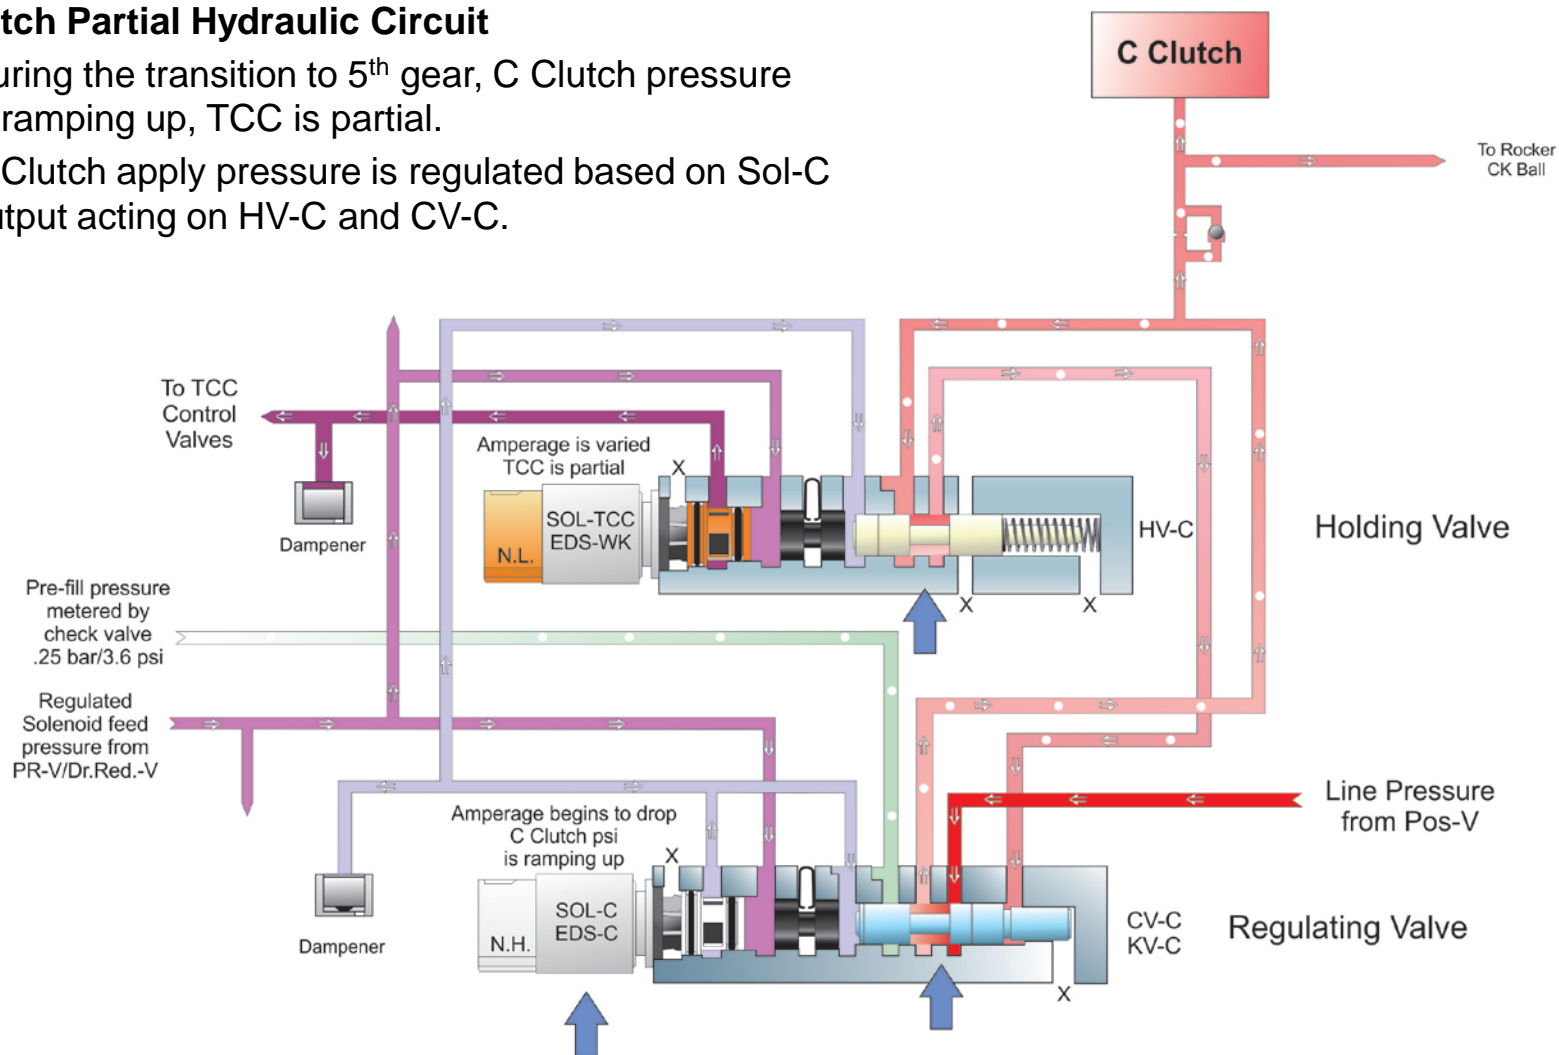 tch Partial Hydraulic Circuit
uring the transition to 5th gear, C Clutch pressure
ramping up, TCC is partial.
Clutch apply pressure is regulated based on Sol-C
utput acting on HV-C and CV-C.
C Clutch
To Rocker
CK Ball
To TCC
Control
Valves
Amperage is varied
TCC is partial
X
SOL-TCC
EDS-WK
N.L.
Dampener
HV-C
Holding Valve
X
X
Pre-fill pressure
metered by
check valve
.25 bar/3.6 psi
Regulated
Solenoid feed
pressure from
PR-V/Dr.Red.-V
Line Pressure
from Pos-V
Amperage begins to drop
C Clutch psi
is ramping up
X
SOL-C
EDS-C
N.H.
Dampener
CV-C
KV-C
Regulating Valve
X